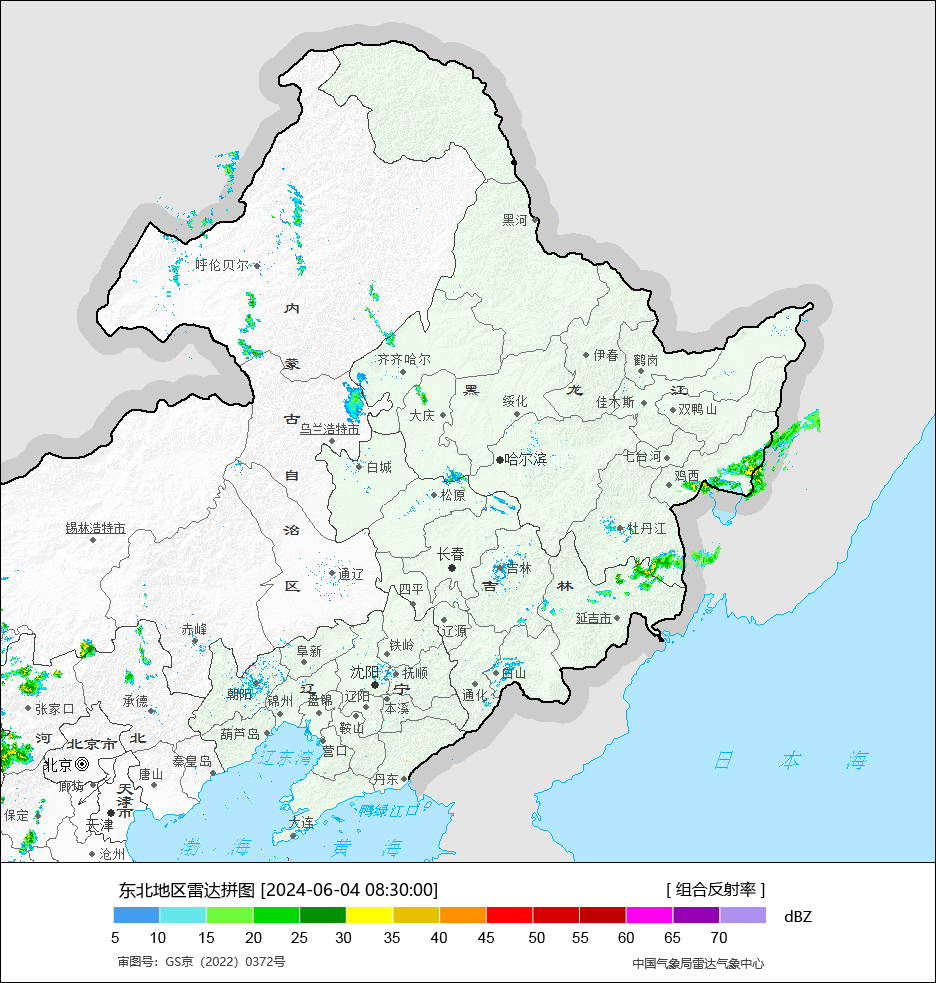 黑河
呼伦贝尔
内
蒙
古
自
治
区
齐齐哈尔
伊春
鹤岗
黑
龙
江
绥化
佳木斯
双鸭山
大庆
乌兰浩特市
哈尔滨
七台河
白城
鸡西
松原
锡林浩特市
牡丹江
长春
吉林
通辽
四平
吉
林
延吉市
赤峰
辽源
铁岭
阜新
沈阳
抚顺
白山
朝阳
辽
宁
锦州
盘锦
辽阳
本溪
通化
承德
张家口
葫芦岛
鞍山
河
北
北京市
营口
辽东湾
日本海
秦皇岛
北京
唐山
丹东
廊坊
天津市
鸭绿江口
保定
天津
大连
渤海
黄海
沧州
东北地区雷达拼图 [2024-06-04 08:30:00]
[ 组合反射率 ]
dBZ
5 10 15 20 25 30 35 40 45 50 55 60 65 70
审图号：GS京（2022）0372号
中国气象局雷达气象中心